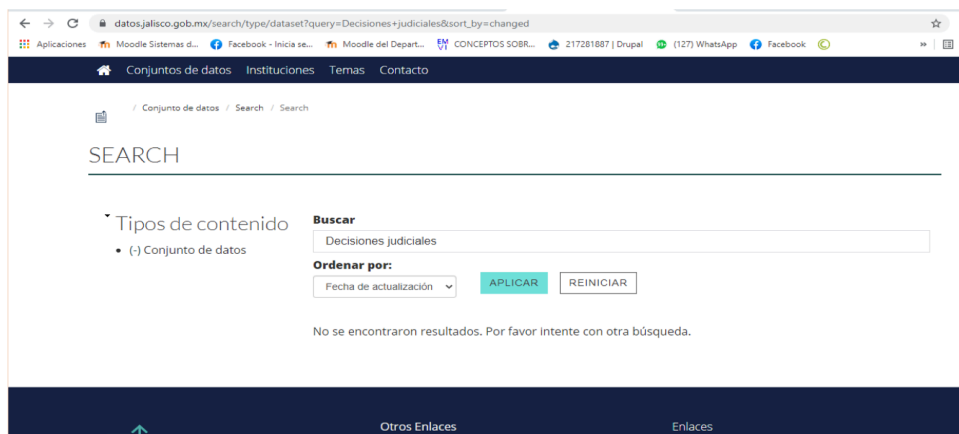 datos.jalisco.gob.mx/search/type/dataset?query=Decisiones+judiciales&sort_by=changed
Aplicaciones Moodle Sistemas d... Facebook - Inicia se... Moodle del Depart... EM VI CONCEPTOS SOBR... 217281887 | Drupal (127) WhatsApp Facebook »
Conjuntos de datos Instituciones Temas Contacto
/ Conjunto de datos / Search / Search
SEARCH
Tipos de contenido
• (-) Conjunto de datos
Buscar
Decisiones judiciales
Ordenar por:
Fecha de actualización APLICAR REINICIAR
No se encontraron resultados. Por favor intente con otra búsqueda.
Otros Enlaces Enlaces